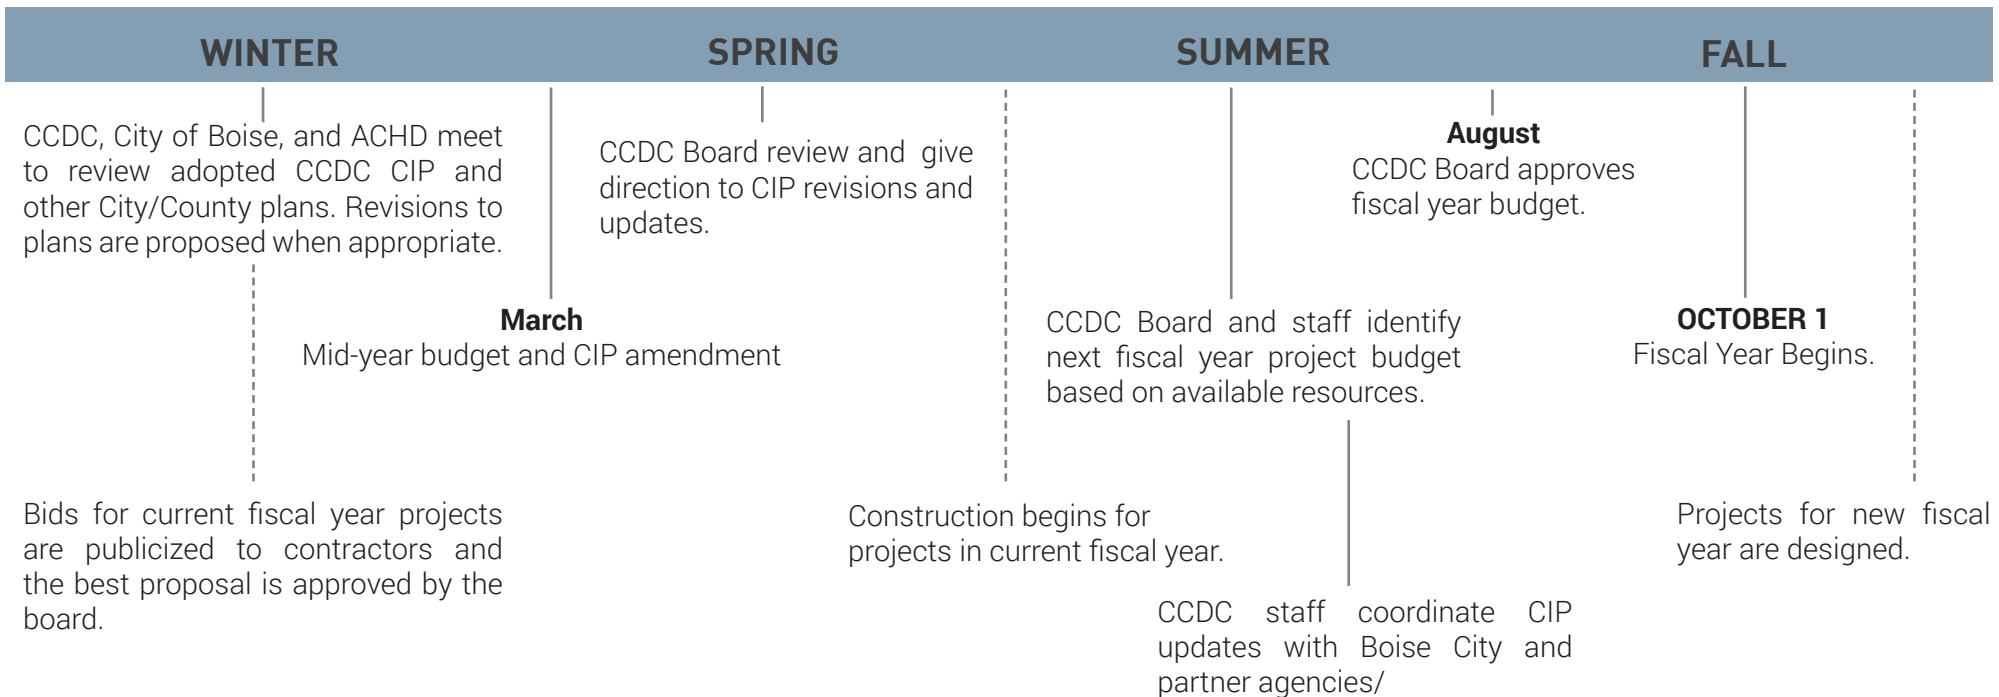 WINTER
SPRING
SUMMER
FALL
CCDC, City of Boise, and ACHD meet
to review adopted CCDC CIP and
other City/County plans. Revisions to
plans are proposed when appropriate.
March
Mid-year budget and CIP amendment
CCDC Board review and give
direction to CIP revisions and
updates.
August
CCDC Board approves
fiscal year budget.
CCDC Board and staff identify
next fiscal year project budget
based on available resources.
OCTOBER 1
Fiscal Year Begins.
Bids for current fiscal year projects
are publicized to contractors and
the best proposal is approved by the
board.
Construction begins for
projects in current fiscal year.
Projects for new fiscal
year are designed.
CCDC staff coordinate CIP
updates with Boise City and
partner agencies/